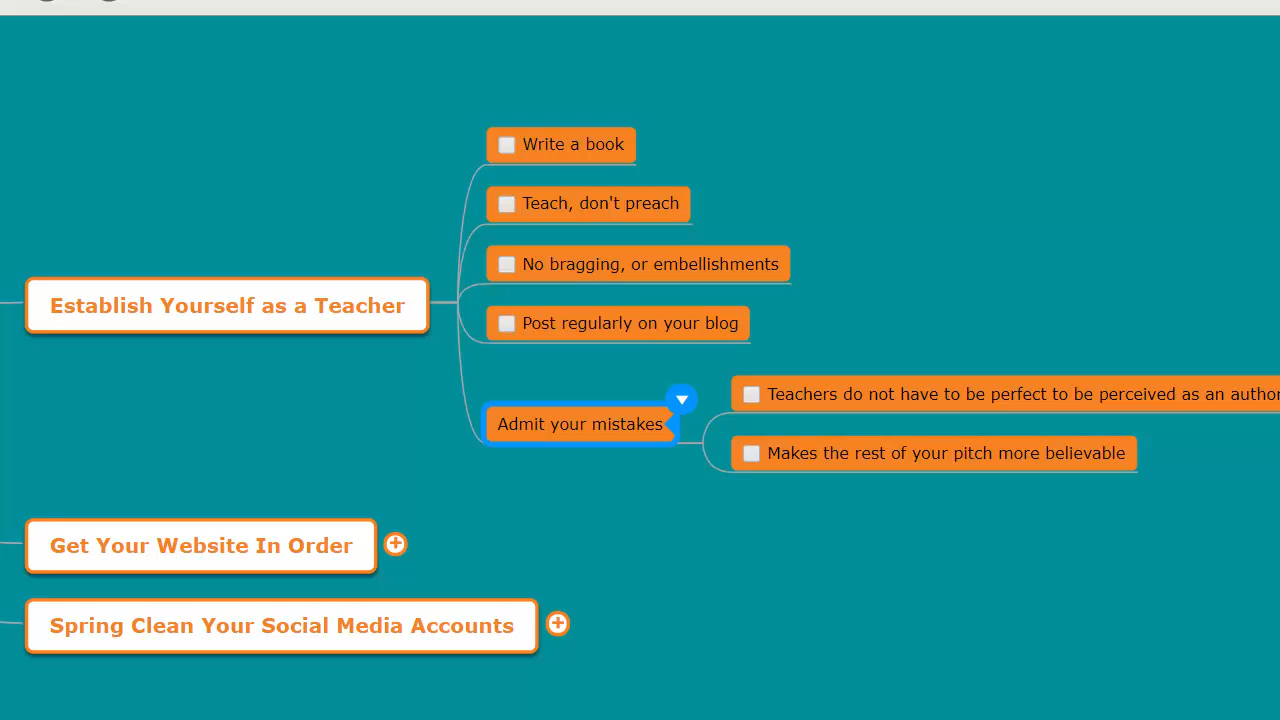 Write a book
Teach, don't preach
No bragging, or embellishments
Establish Yourself as a Teacher
Post regularly on your blog
Teachers do not have to be perfect to be perceived as an
Admit your mistakes
Makes the rest of your pitch more believable
Get Your Website In Order
Spring Clean Your Social Media Accounts